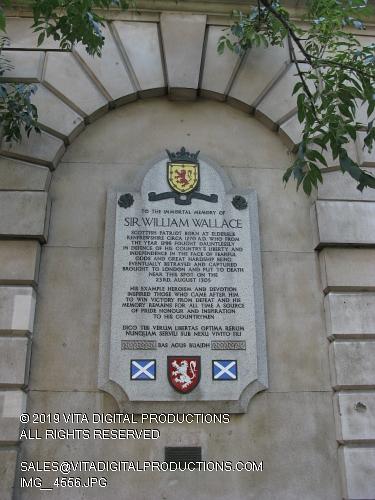 TO THE IMMORTAL MEMORY OF
SIR WILLIAM WALLACE
SCOTTISH PATRIOT BORN AT ELDERSLIE
RENFREWSHIRE CIRCA 1270 A.D. WHO FROM
THE YEAR 1296 FOUGHT DAUNTLESSLY
IN DEFENCE OF HIS COUNTRY'S LIBERTY AND
INDEPENDENCE IN THE FACE OF FEARFUL
ODDS AND GREAT HARDSHIP BEING
EVENTUALLY BETRAYED AND CAPTURED
BROUGHT TO LONDON AND PUT TO DEATH
NEAR THIS SPOT ON THE
23RD. AUGUST 1305
HIS EXAMPLE HEROISM AND DEVOTION
INSPIRED THOSE WHO CAME AFTER HIM
TO WIN VICTORY FROM DEFEAT AND HIS
MEMORY REMAINS FOR ALL TIME A SOURCE
OF PRIDE HONOUR AND INSPIRATION
TO HIS COUNTRYMEN
DICO TIBI VERUM LIBERTAS OPTIMA RERUM
NUNQUAM SERVILI SUB NEXU VIVITO FILI
BAS AGUS BUAIDH
© 2019 VITA DIGITAL PRODUCTIONS
ALL RIGHTS RESERVED
SALES@VITADIGITALPRODUCTIONS.COM
IMG_4556.JPG